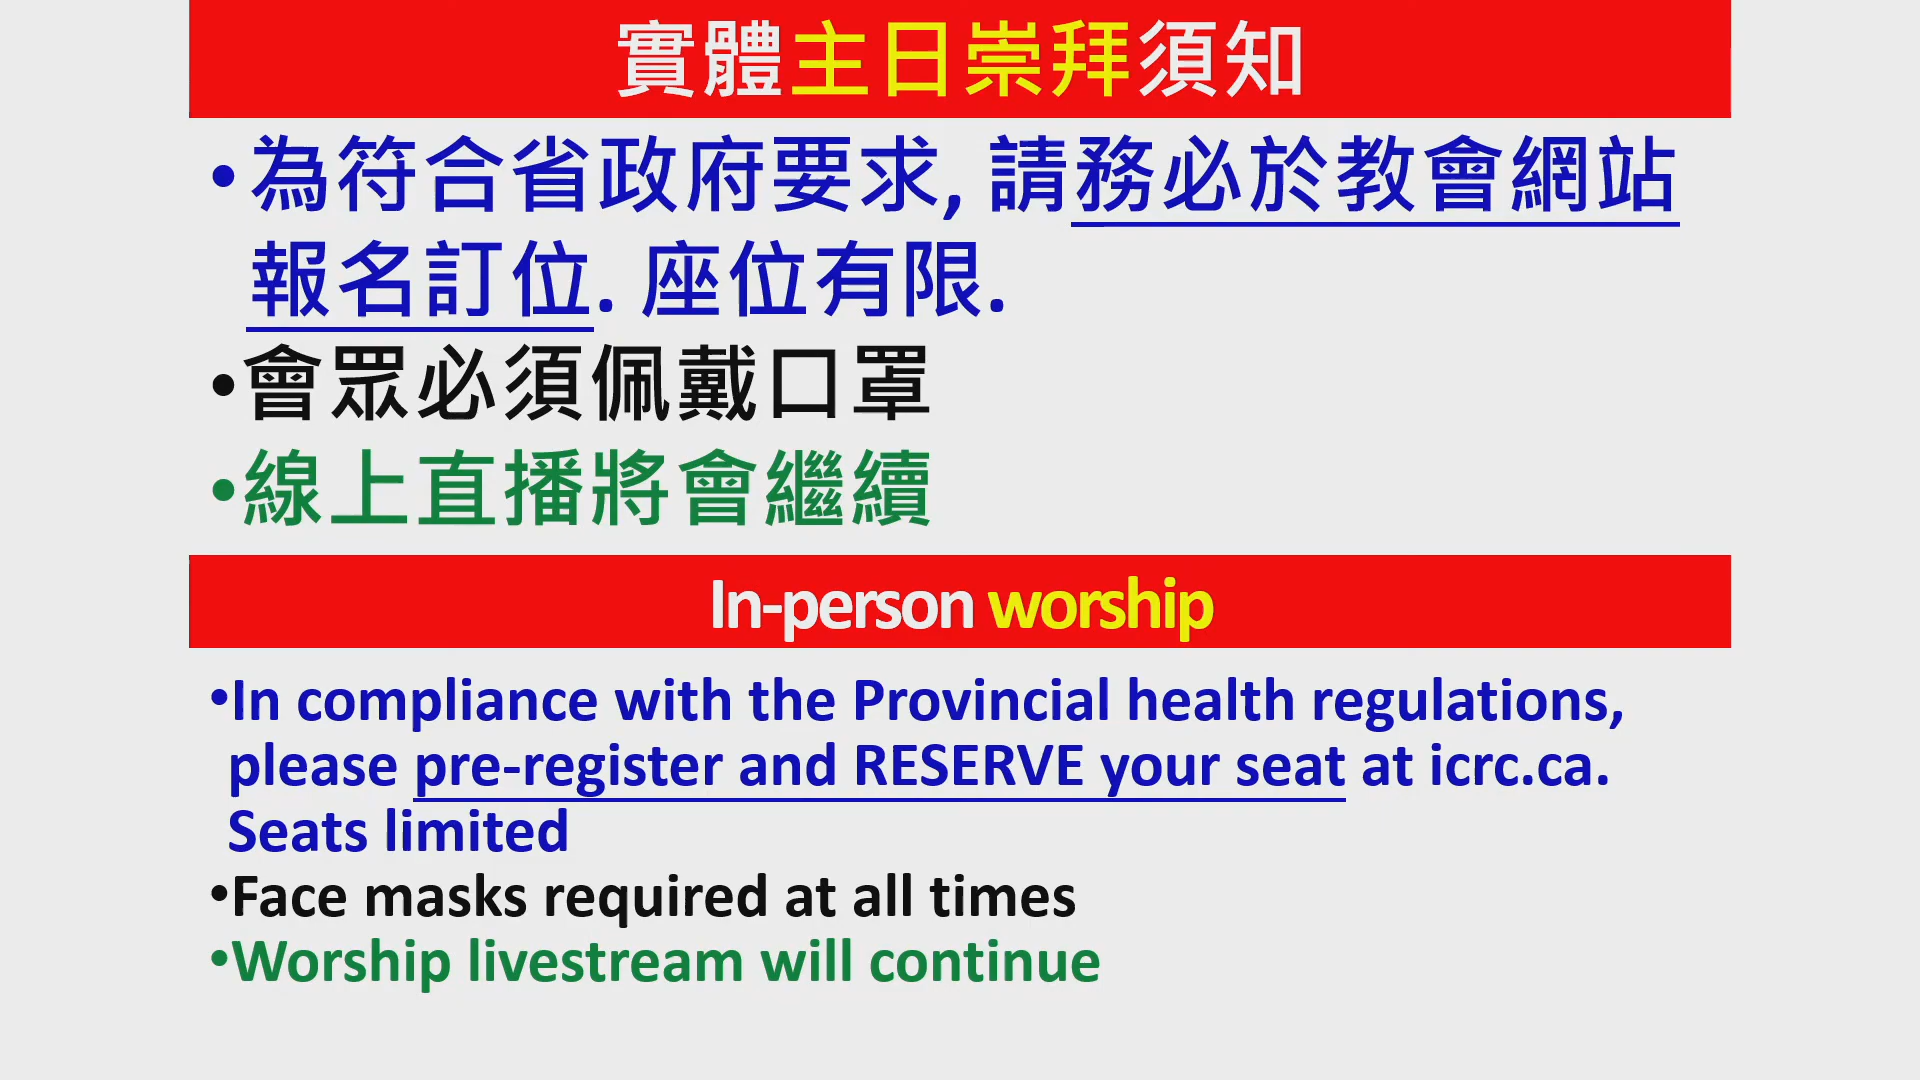 實體主日崇拜須知
•為符合省政府要求, 請務必於教會網站
報名訂位. 座位有限.
•會眾必須佩戴口罩
•線上直播將會繼續
In-person worship
•In compliance with the Provincial health regulations,
please pre-register and RESERVE your seat at icrc.ca.
Seats limited
•Face masks required at all times
•Worship livestream will continue